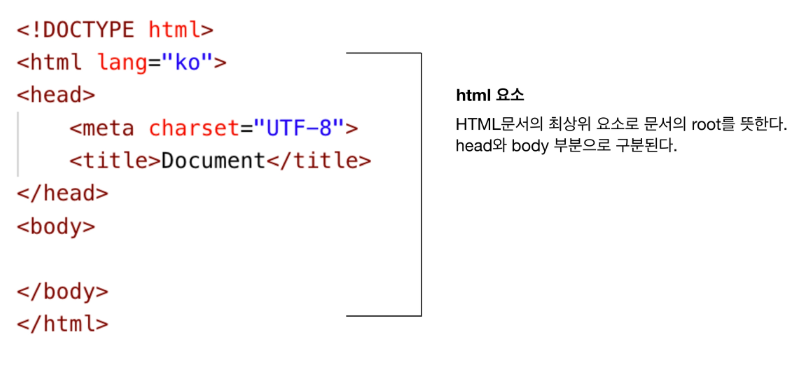 <!DOCTYPE html>
<html lang="ko">
<head>
    <meta charset="UTF-8">
    <title>Document</title>
</head>
<body>
</body>
</html>
html 요소
HTML문서의 최상위 요소로 문서의 root를 뜻한다.
head와 body 부분으로 구분된다.